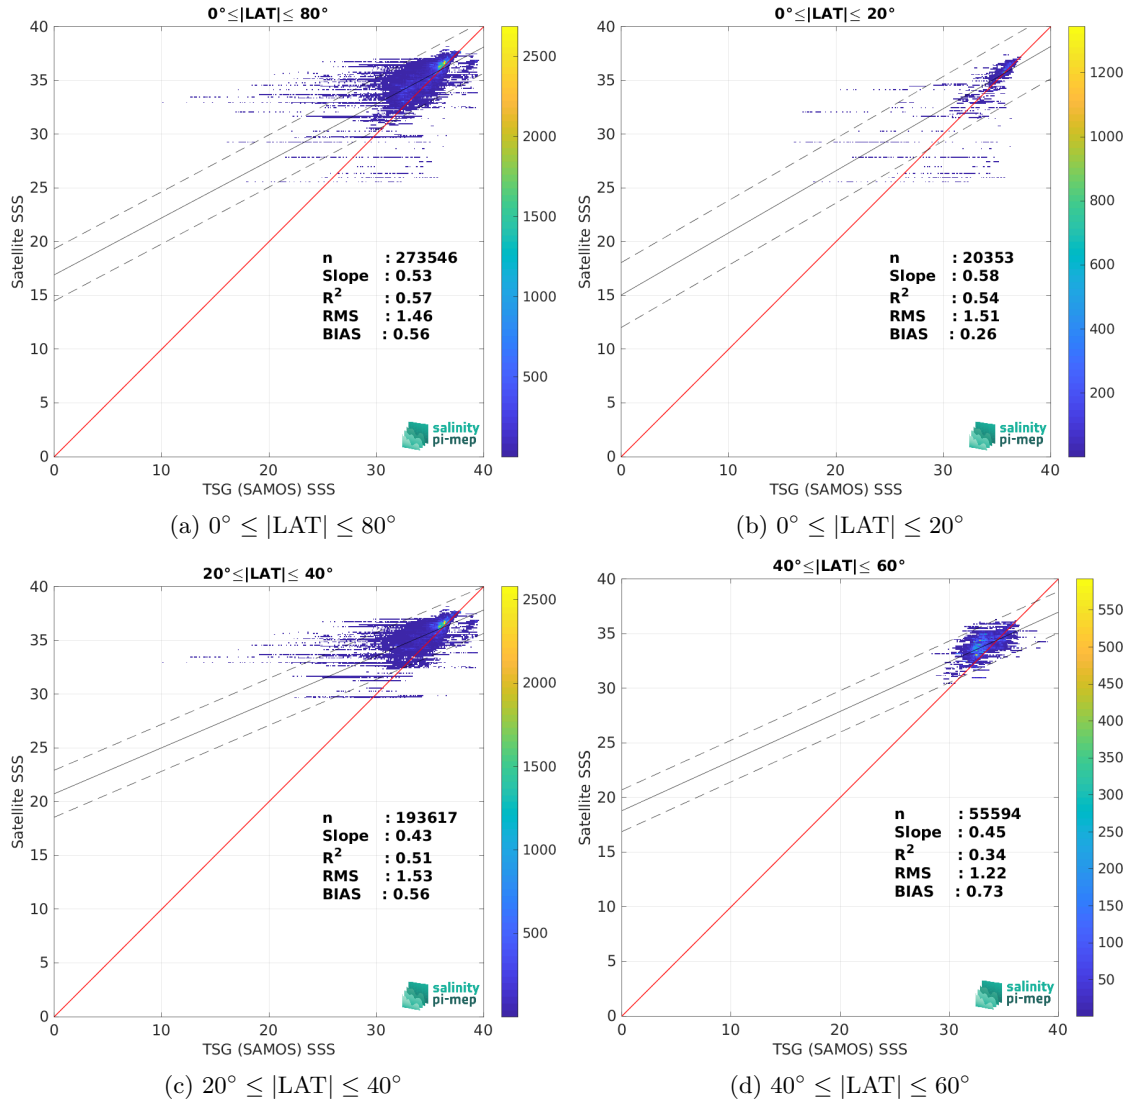 0°≤|LAT|≤ 80°
40
35
30
25
20
15
10
5
0
Satellite SSS
n : 273546
Slope : 0.53
R² : 0.57
RMS : 1.46
BIAS : 0.56
salinity
pi-mep
0 10 20 30 40
TSG (SAMOS) SSS
2500
2000
1500
1000
500
(a) 0° ≤ |LAT| ≤ 80°
0°≤|LAT|≤ 20°
40
35
30
25
20
15
10
5
0
Satellite SSS
n : 20353
Slope : 0.58
R² : 0.54
RMS : 1.51
BIAS : 0.26
salinity
pi-mep
0 10 20 30 40
TSG (SAMOS) SSS
1200
1000
800
600
400
200
(b) 0° ≤ |LAT| ≤ 20°
20°≤|LAT|≤ 40°
40
35
30
25
20
15
10
5
0
Satellite SSS
n : 193617
Slope : 0.43
R² : 0.51
RMS : 1.53
BIAS : 0.56
salinity
pi-mep
0 10 20 30 40
TSG (SAMOS) SSS
2500
2000
1500
1000
500
(c) 20° ≤ |LAT| ≤ 40°
40°≤|LAT|≤ 60°
40
35
30
25
20
15
10
5
0
Satellite SSS
n : 55594
Slope : 0.45
R² : 0.34
RMS : 1.22
BIAS : 0.73
salinity
pi-mep
0 10 20 30 40
TSG (SAMOS) SSS
550
500
450
400
350
300
250
200
150
100
50
(d) 40° ≤ |LAT| ≤ 60°